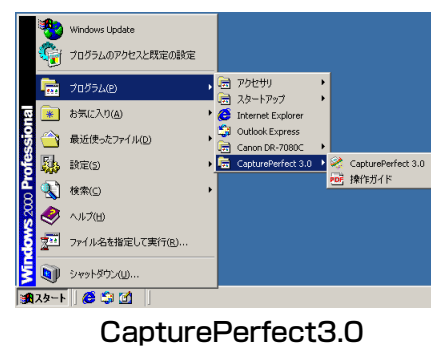 Windows 2000 Professional
Windows Update
プログラムのアクセスと既定の設定
プログラム(P)
お気に入り(A)
最近使ったファイル(D)
設定(S)
検索(C)
ヘルプ(H)
ファイル名を指定して実行(R)...
シャットダウン(U)...
アクセサリ
スタートアップ
Internet Explorer
Outlook Express
Canon DR-7080C
CapturePerfect 3.0
CapturePerfect 3.0
PDF 操作ガイド
スタート
CapturePerfect3.0